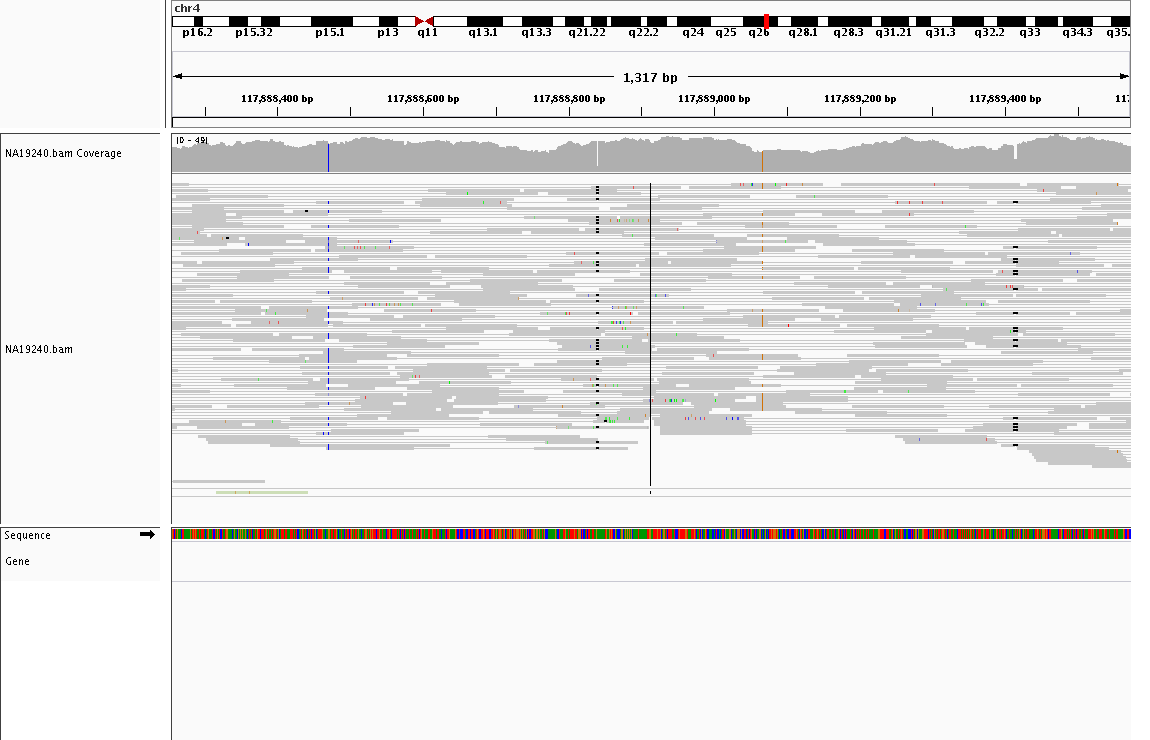 chr4
p16.2 p15.32 p15.1 p13 q11 q13.1 q13.3 q21.22 q22.2 q24 q25 q26 q28.1 q28.3 q31.21 q31.3 q32.2 q33 q34.3 q35.
1,317 bp
117,888,400 bp 117,888,600 bp 117,888,800 bp 117,889,000 bp 117,889,200 bp 117,889,400 bp 117:
[0 - 49]
NA19240.bam Coverage
NA19240.bam
Sequence
Gene